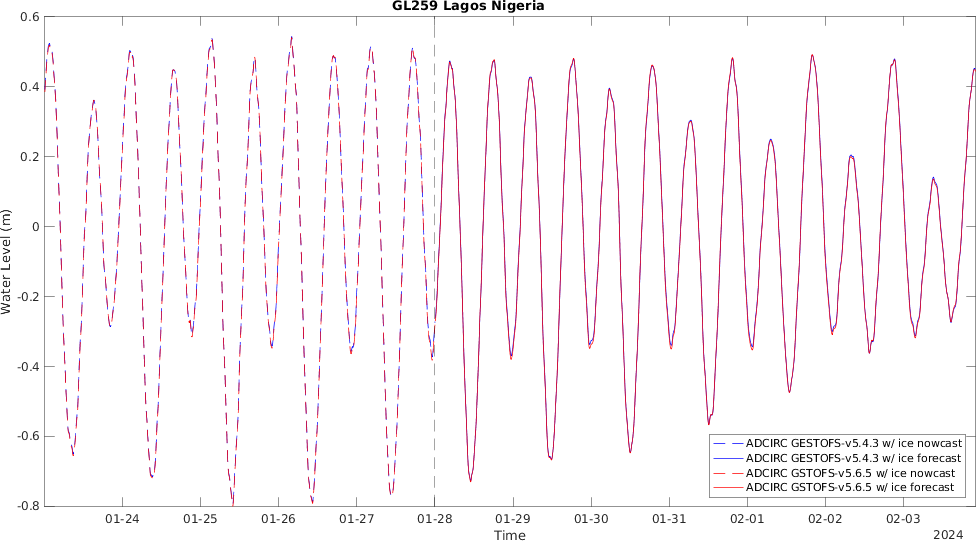 GL259 Lagos Nigeria
0.6
0.4
0.2
0
-0.2
-0.4
-0.6
-0.8
Water Level (m)
01-24
01-25
01-26
01-27
01-28
01-29
01-30
01-31
02-01
02-02
02-03
Time
2024
ADCIRC GESTOFS-v5.4.3 w/ ice nowcast
ADCIRC GESTOFS-v5.4.3 w/ ice forecast
ADCIRC GSTOFS-v5.6.5 w/ ice nowcast
ADCIRC GSTOFS-v5.6.5 w/ ice forecast